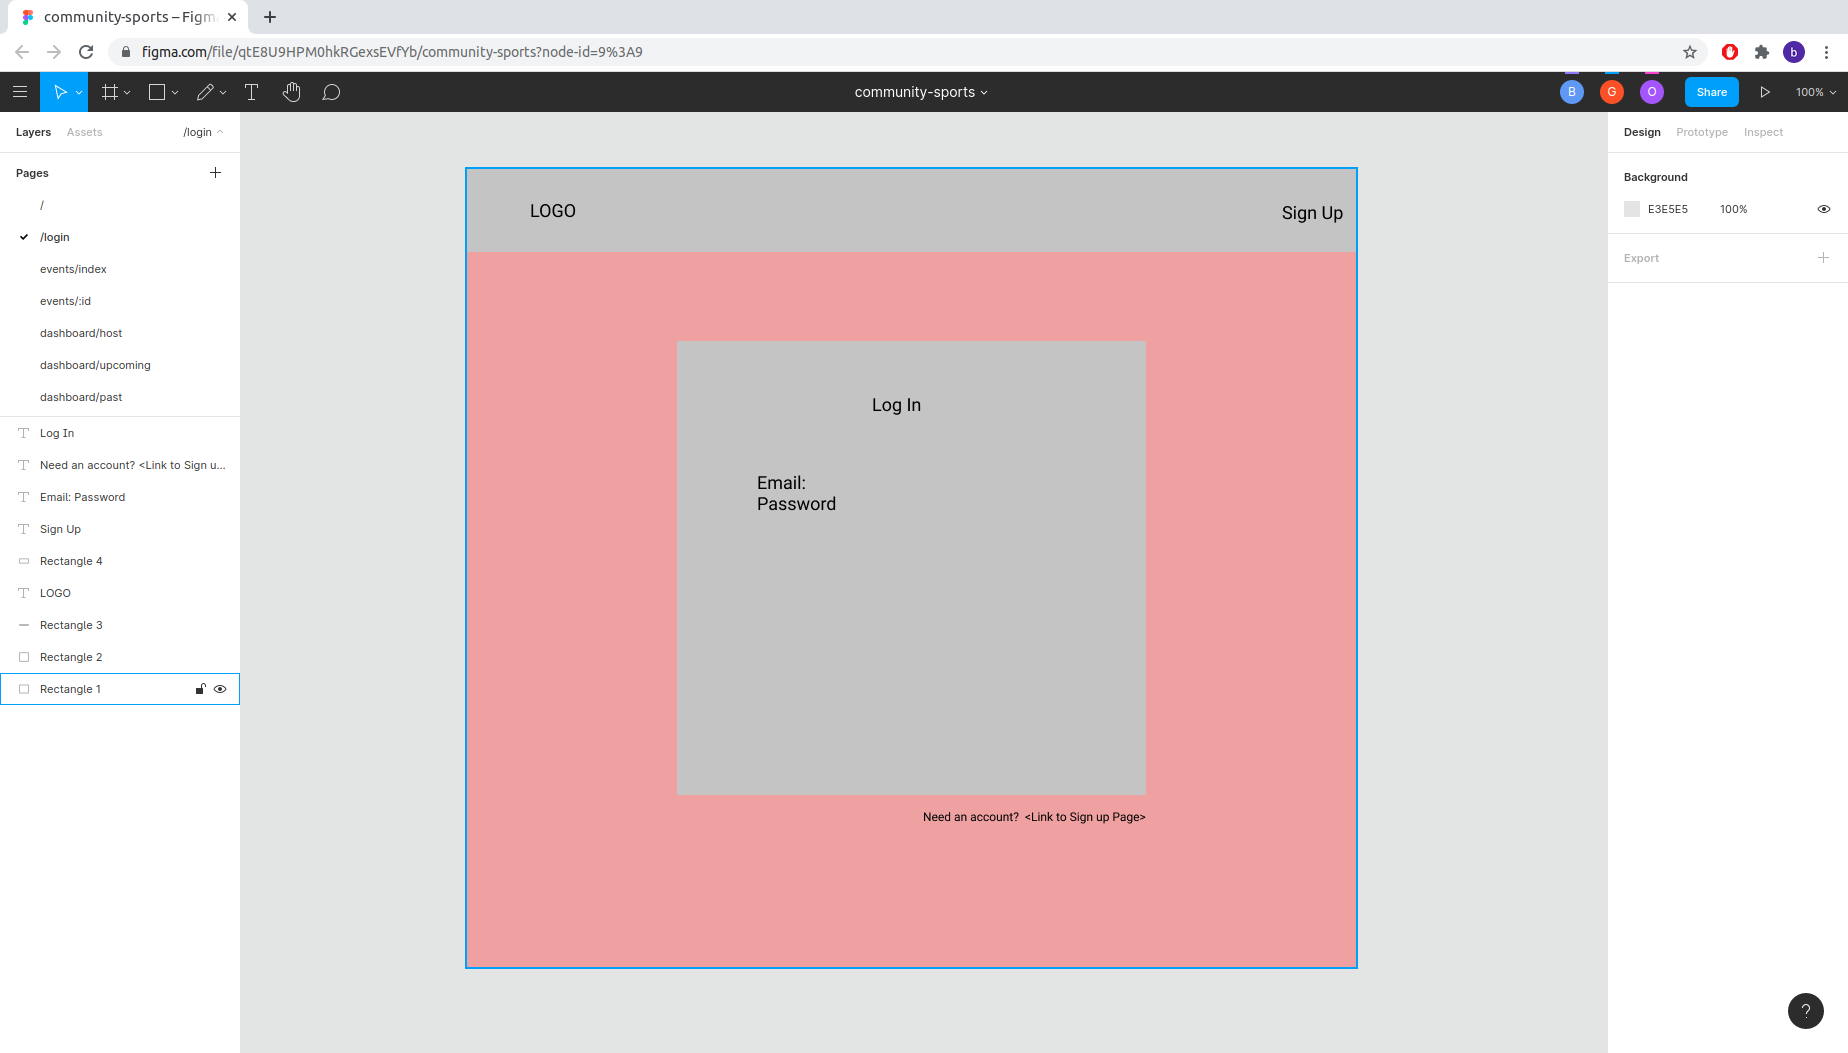 community-sports – Figm
figma.com/file/qtE8U9HPM0hkRGexsEVfYb/community-sports?node-id=9%3A9
b
community-sports
B
G
O
Share
100%
Layers
Assets
/login
Pages
/
/login
events/index
events/:id
dashboard/host
dashboard/upcoming
dashboard/past
Log In
Need an account? <Link to Sign u...
Email: Password
Sign Up
Rectangle 4
LOGO
Rectangle 3
Rectangle 2
Rectangle 1
LOGO
Sign Up
Log In
Email:
Password
Need an account? <Link to Sign up Page>
Design
Prototype
Inspect
Background
E3E5E5
100%
Export
?